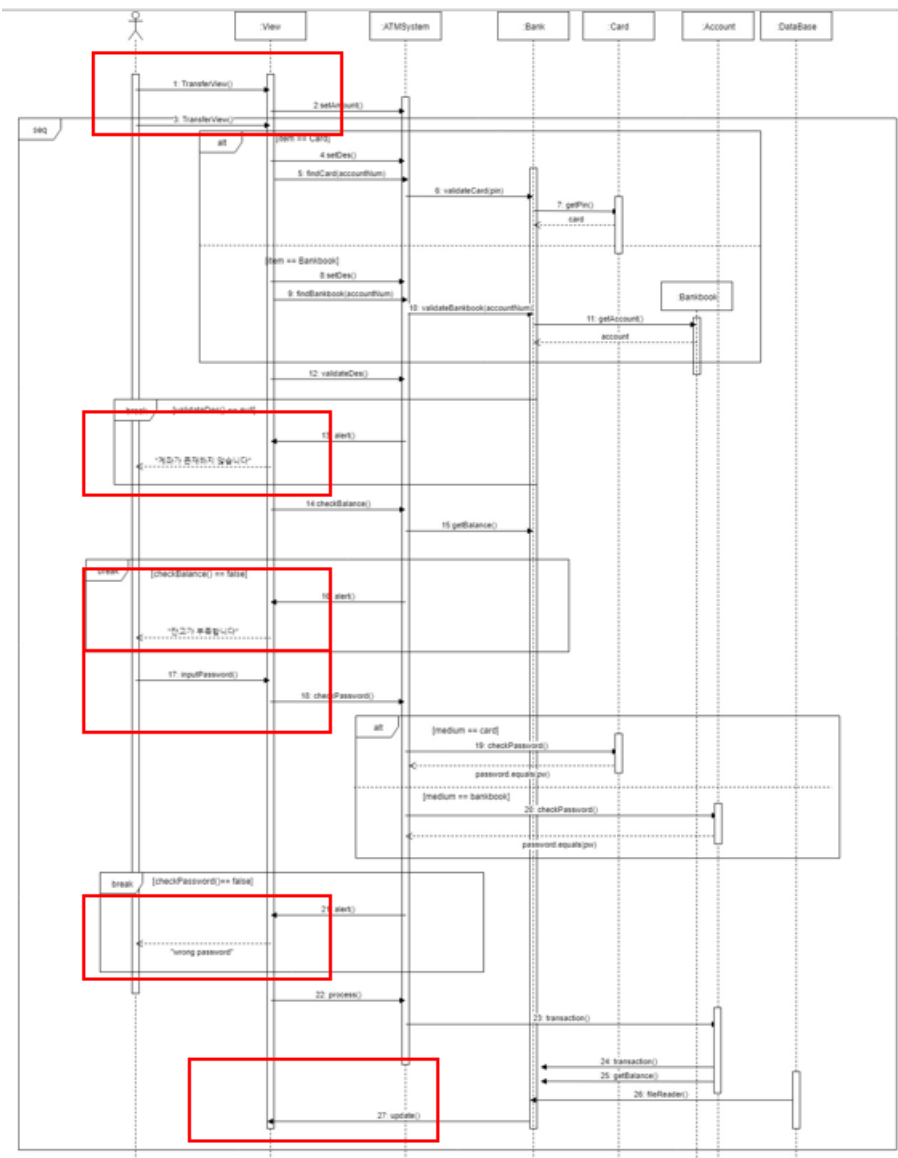 :View
:ATMSystem
:Bank
:Card
:Account
:DataBase
1: TransferView()
2:setAmount()
3: TransferView()
seq
alt
[item == Card]
4:setDes()
5: findCard(accountNum)
6: validateCard(pin)
7: getPin()
card
[item == Bankbook]
8:setDes()
9: findBankbook(accountNum)
:Bankbook
10: validateBankbook(accountNum)
11: getAccount()
account
12: validateDes()
break
[validateDes() == null]
13: alert()
"계좌가 존재하지 않습니다"
14:checkBalance()
15:getBalance()
break
[checkBalance() == false]
16: alert()
"잔고가 부족합니다"
17: inputPassword()
18: checkPassword()
alt
[medium == card]
19: checkPassword()
password.equals(pw)
[medium == bankbook]
20: checkPassword()
password.equals(pw)
break
[checkPassword()== false]
21: alert()
"wrong password"
22: process()
23: transaction()
24: transaction()
25: getBalance()
26: fileReader()
27: update()